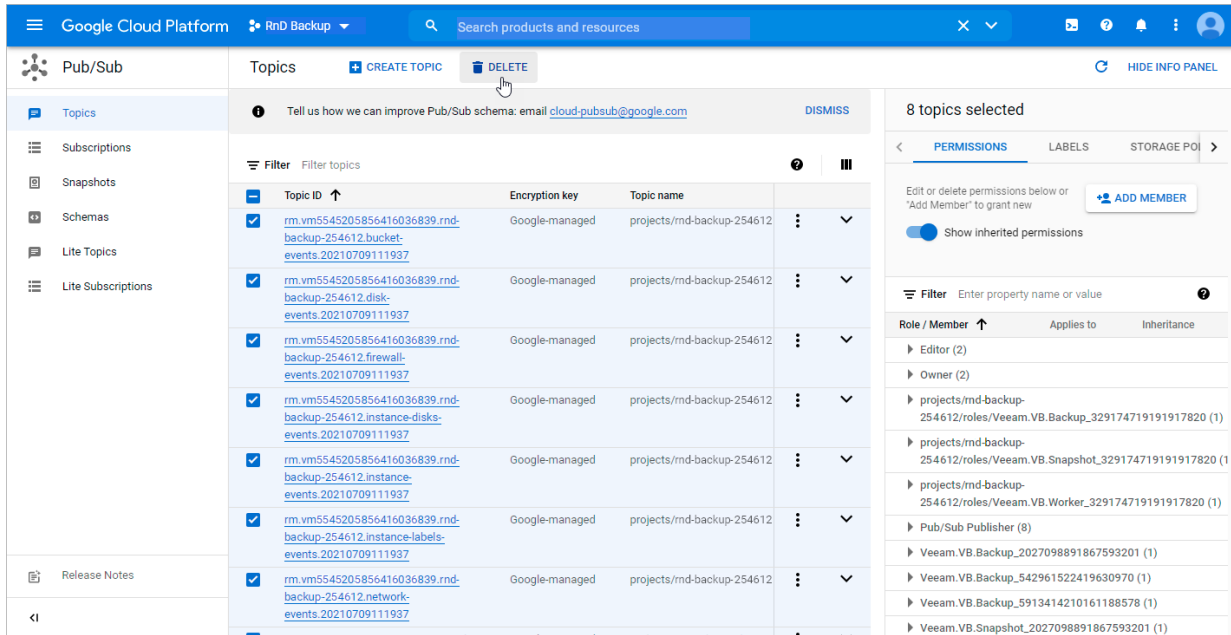 Google Cloud Platform
RnD Backup
Search products and resources
Pub/Sub
Topics
CREATE TOPIC
DELETE
HIDE INFO PANEL
Topics
Subscriptions
Snapshots
Schemas
Lite Topics
Lite Subscriptions
Release Notes
Tell us how we can improve Pub/Sub schema: email cloud-pubsub@google.com
DISMISS
Filter Filter topics
Topic ID Encryption key Topic name
rm.vm5545205856416036839.rnd- Google-managed projects/rnd-backup-254612
backup-254612.bucket-
events.20210709111937
rm.vm5545205856416036839.rnd- Google-managed projects/rnd-backup-254612
backup-254612.disk-
events.20210709111937
rm.vm5545205856416036839.rnd- Google-managed projects/rnd-backup-254612
backup-254612.firewall-
events.20210709111937
rm.vm5545205856416036839.rnd- Google-managed projects/rnd-backup-254612
backup-254612.instance-disks-
events.20210709111937
rm.vm5545205856416036839.rnd- Google-managed projects/rnd-backup-254612
backup-254612.instance-
events.20210709111937
rm.vm5545205856416036839.rnd- Google-managed projects/rnd-backup-254612
backup-254612.instance-labels-
events.20210709111937
rm.vm5545205856416036839.rnd- Google-managed projects/rnd-backup-254612
backup-254612.network-
events.20210709111937
8 topics selected
PERMISSIONS LABELS STORAGE POI
Edit or delete permissions below or
"Add Member" to grant new
ADD MEMBER
Show inherited permissions
Filter Enter property name or value
Role / Member Applies to Inheritance
Editor (2)
Owner (2)
projects/rnd-backup-
254612/roles/Veeam.VB.Backup_329174719191917820 (1)
projects/rnd-backup-
254612/roles/Veeam.VB.Snapshot_329174719191917820 (1
projects/rnd-backup-
254612/roles/Veeam.VB.Worker_329174719191917820 (1)
Pub/Sub Publisher (8)
Veeam.VB.Backup_2027098891867593201 (1)
Veeam.VB.Backup_542961522419630970 (1)
Veeam.VB.Backup_5913414210161188578 (1)
Veeam.VB.Snapshot_2027098891867593201 (1)